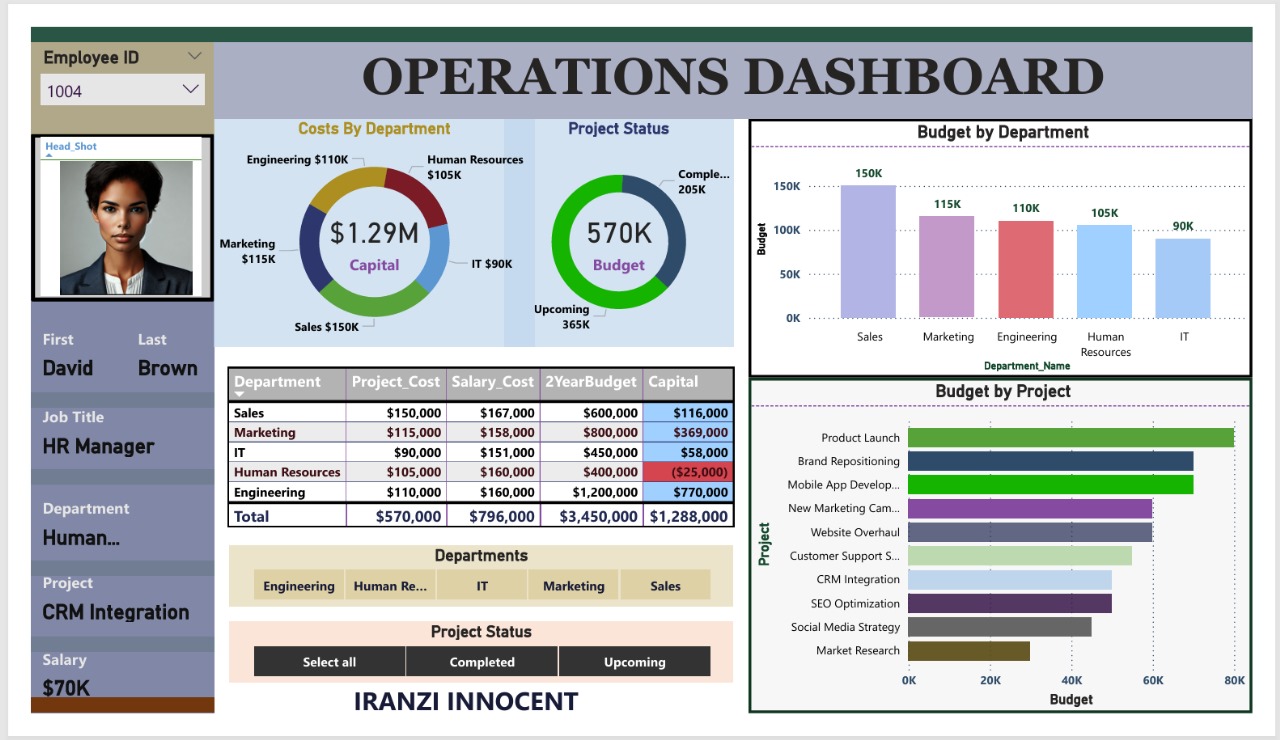 OPERATIONS DASHBOARD
Employee ID
1004
Head_Shot
First Last
David Brown
Job Title
HR Manager
Department
Human...
Project
CRM Integration
Salary
$70K
Costs By Department
Engineering $110K
Human Resources
$105K
$1.29M
Capital
Marketing
$115K
IT $90K
Sales $150K
Project Status
Comple...
205K
570K
Budget
Upcoming
365K
Department Project_Cost Salary_Cost 2YearBudget Capital
Sales $150,000 $167,000 $600,000 $116,000
Marketing $115,000 $158,000 $800,000 $369,000
IT $90,000 $151,000 $450,000 $58,000
Human Resources $105,000 $160,000 $400,000 ($25,000)
Engineering $110,000 $160,000 $1,200,000 $770,000
Total $570,000 $796,000 $3,450,000 $1,288,000
Departments
Engineering Human Re... IT Marketing Sales
Project Status
Select all Completed Upcoming
IRANZI INNOCENT
Budget by Department
Budget
150K
100K
50K
0K
150K
115K
110K
105K
90K
Sales Marketing Engineering Human IT
Resources
Department_Name
Budget by Project
Project
Product Launch
Brand Repositioning
Mobile App Develop...
New Marketing Cam...
Website Overhaul
Customer Support S...
CRM Integration
SEO Optimization
Social Media Strategy
Market Research
0K 20K 40K 60K 80K
Budget